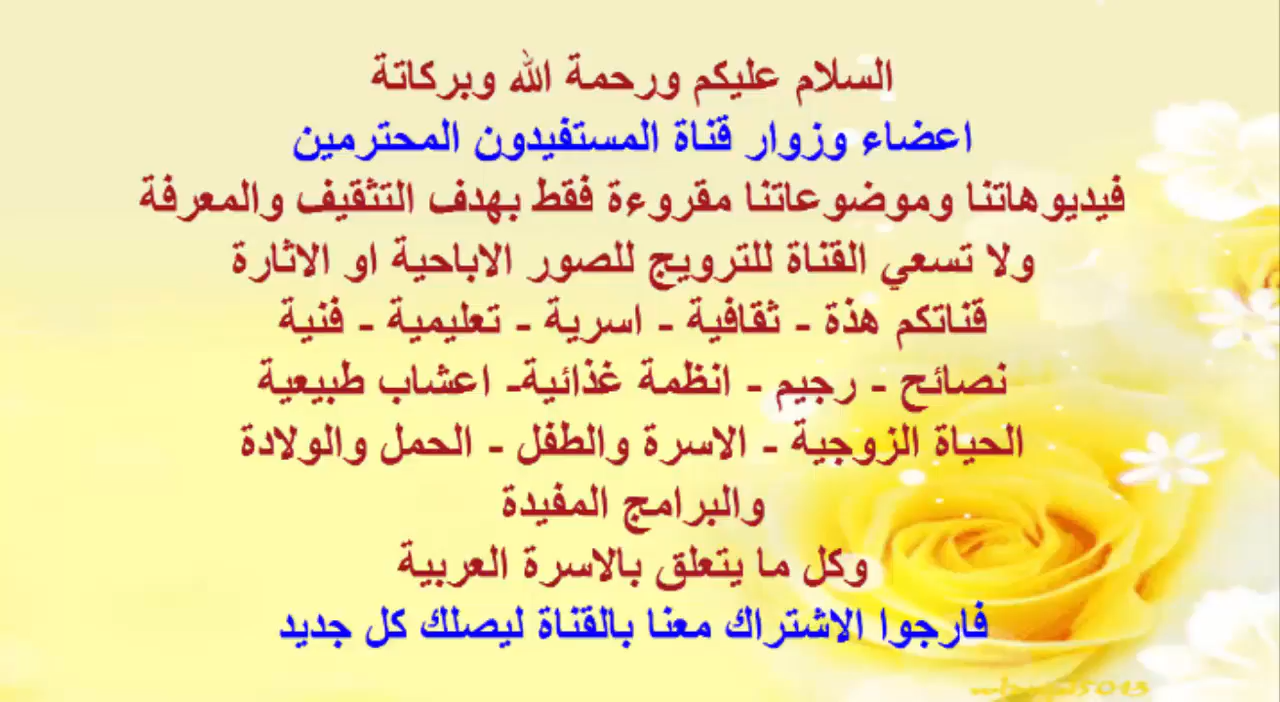 السلام عليكم ورحمة الله وبركاتة
اعضاء وزوار قناة المستفيدون المحترمين
فيديوهاتنا وموضوعاتنا مقروءة فقط بهدف التثقيف والمعرفة
ولا تسعي القناة للترويج للصور الاباحية او الاثارة
قناتكم هذة - ثقافية - اسرية - تعليمية - فنية
نصائح - رجيم - انظمة غذائية- اعشاب طبيعية
الحياة الزوجية - الاسرة والطفل - الحمل والولادة
والبرامج المفيدة
وكل ما يتعلق بالاسرة العربية
فارجوا الاشتراك معنا بالقناة ليصلك كل جديد